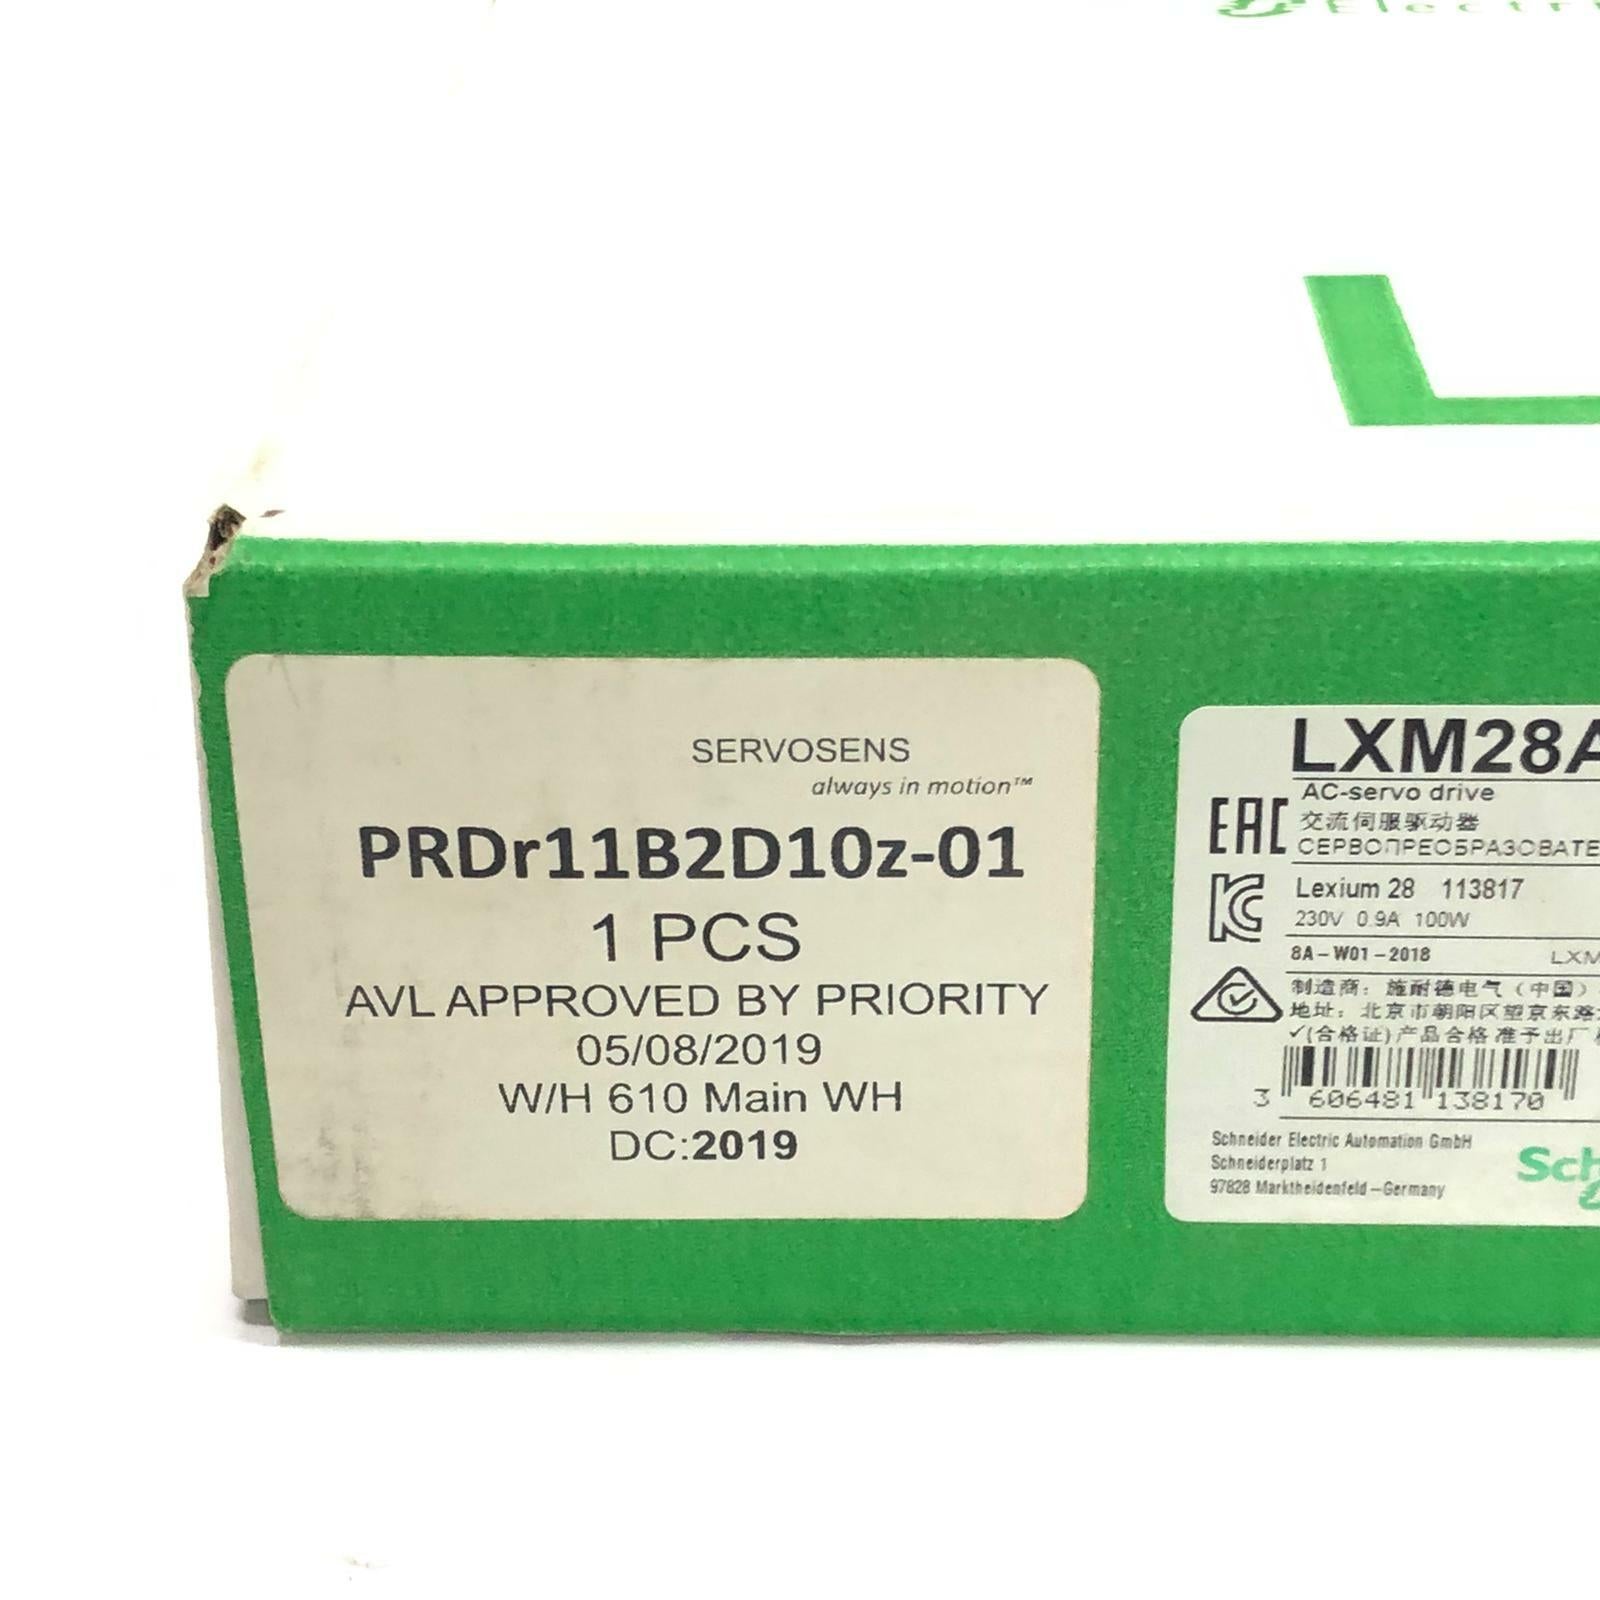 Electri
SERVOSENS
always in motion™
PRDr11B2D10z-01
1 PCS
AVL APPROVED BY PRIORITY
05/08/2019
W/H 610 Main WH
DC:2019
LXM28A
AC-servo drive
交流伺服驱动器
СЕРВОПРЕОБРАЗОВАТЕ
Lexium 28 113817
230V 0.9A 100W
8A-W01-2018 LXM
制造商：施耐德电气（中国）
地址：北京市朝阳区望京东路
✓(合格证)产品合格 准予出厂
3 606481 138170
Schneider Electric Automation GmbH
Schneiderplatz 1
97828 Marktheidenfeld-Germany
Sch
EAC